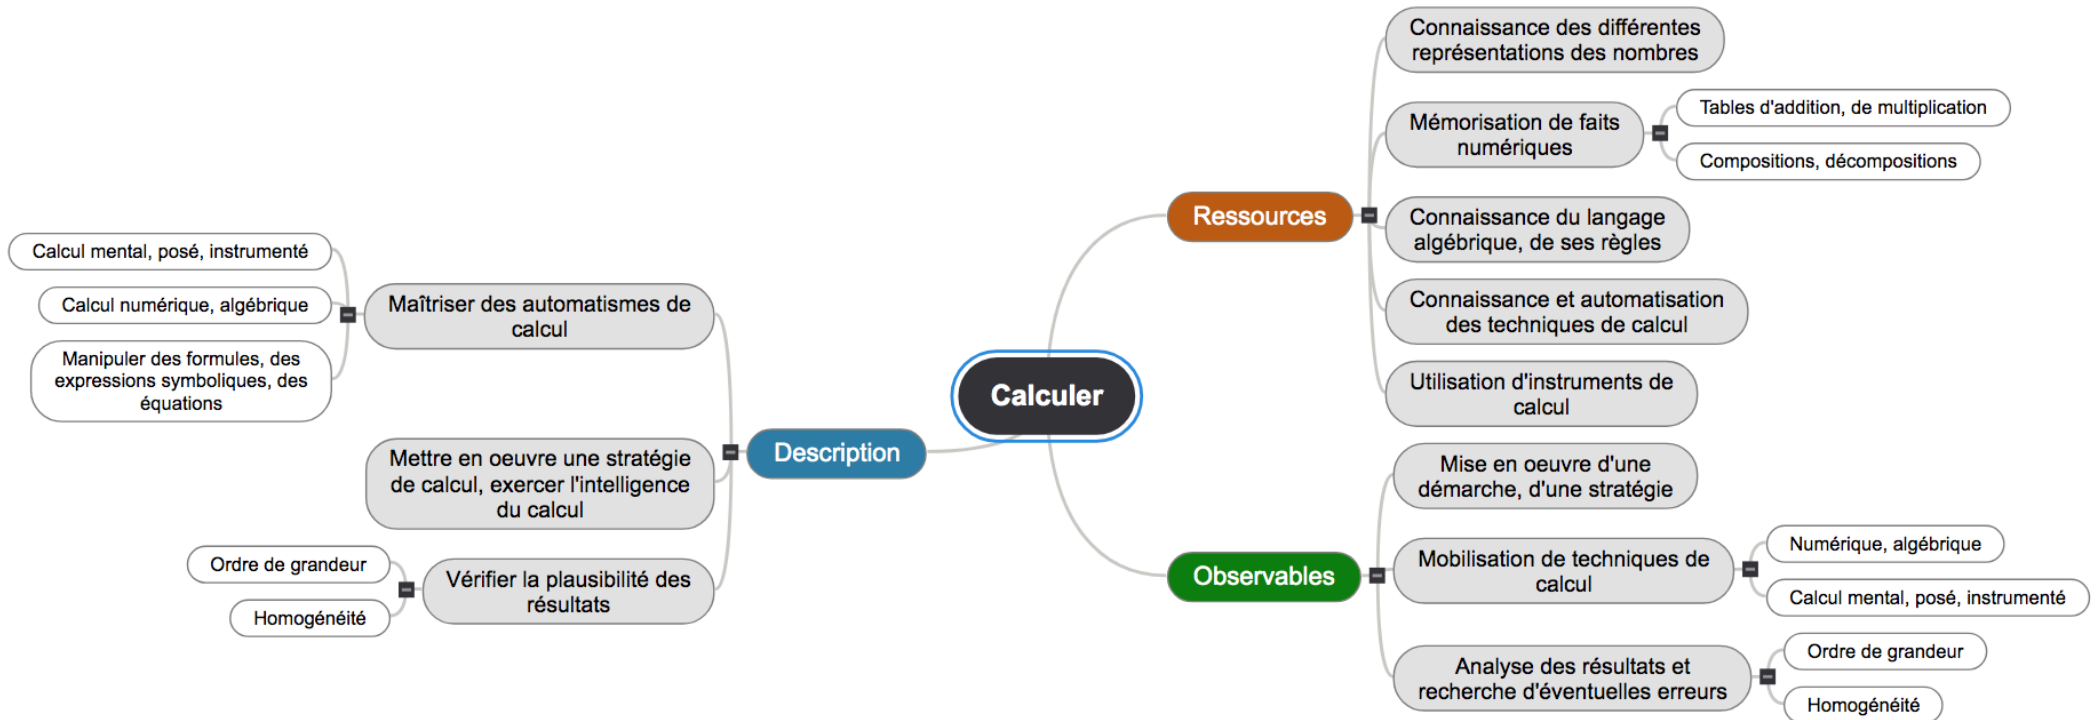 Calculer
Ressources
Connaissance des différentes
représentations des nombres
Mémorisation de faits
numériques
Tables d'addition, de multiplication
Compositions, décompositions
Connaissance du langage
algébrique, de ses règles
Connaissance et automatisation
des techniques de calcul
Utilisation d'instruments de
calcul
Observables
Mise en oeuvre d'une
démarche, d'une stratégie
Mobilisation de techniques de
calcul
Numérique, algébrique
Calcul mental, posé, instrumenté
Analyse des résultats et
recherche d'éventuelles erreurs
Ordre de grandeur
Homogénéité
Description
Maîtriser des automatismes de
calcul
Calcul mental, posé, instrumenté
Calcul numérique, algébrique
Manipuler des formules, des
expressions symboliques, des
équations
Mettre en oeuvre une stratégie
de calcul, exercer l'intelligence
du calcul
Vérifier la plausibilité des
résultats
Ordre de grandeur
Homogénéité